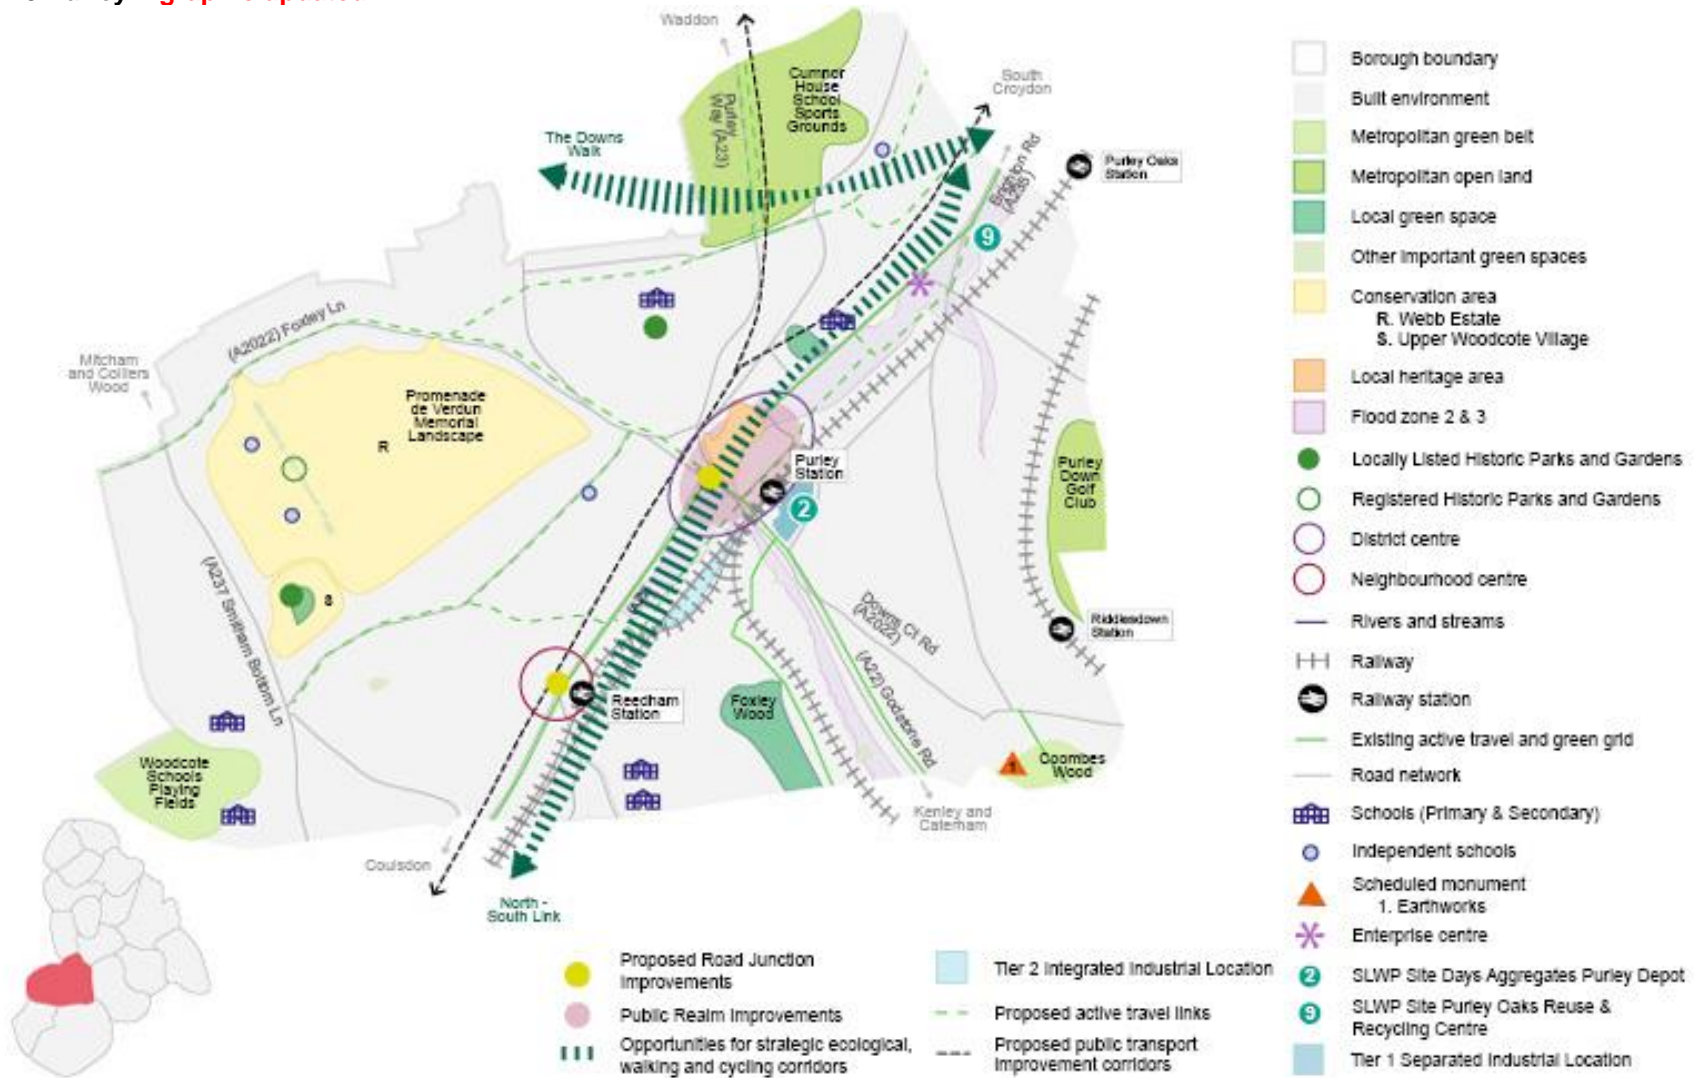 Waddon
Cumnor
House
School
Sports
Grounds
Purley
Way (A23)
South
Croydon
The Downs
Walk
Brighton Rd
(A235)
Purley Oaks
Station
9
(A2022) Foxley Ln
Mitcham
and Colliers
Wood
Promenade
de Verdun
Memorial
Landscape
R
Purley
Station
2
Purley
Down
Golf
Club
S
(A237 Smitham Bottom Ln
Downs Ct Rd
(A2022)
Riddlesdown
Station
(A22) Godstone Rd
Reedham
Station
Foxley
Wood
Woodcote
Schools
Playing
Fields
1
Coombes
Wood
Kenley and
Caterham
Coulsdon
North -
South Link
Borough boundary
Built environment
Metropolitan green belt
Metropolitan open land
Local green space
Other important green spaces
Conservation area
R. Webb Estate
S. Upper Woodcote Village
Local heritage area
Flood zone 2 & 3
Locally Listed Historic Parks and Gardens
Registered Historic Parks and Gardens
District centre
Neighbourhood centre
Rivers and streams
Railway
Railway station
Existing active travel and green grid
Road network
Schools (Primary & Secondary)
Independent schools
Scheduled monument
1. Earthworks
Enterprise centre
2 SLWP Site Days Aggregates Purley Depot
9 SLWP Site Purley Oaks Reuse &
Recycling Centre
Tier 1 Separated Industrial Location
Proposed Road Junction
Improvements
Public Realm Improvements
Opportunities for strategic ecological,
walking and cycling corridors
Tier 2 Integrated Industrial Location
Proposed active travel links
Proposed public transport
improvement corridors